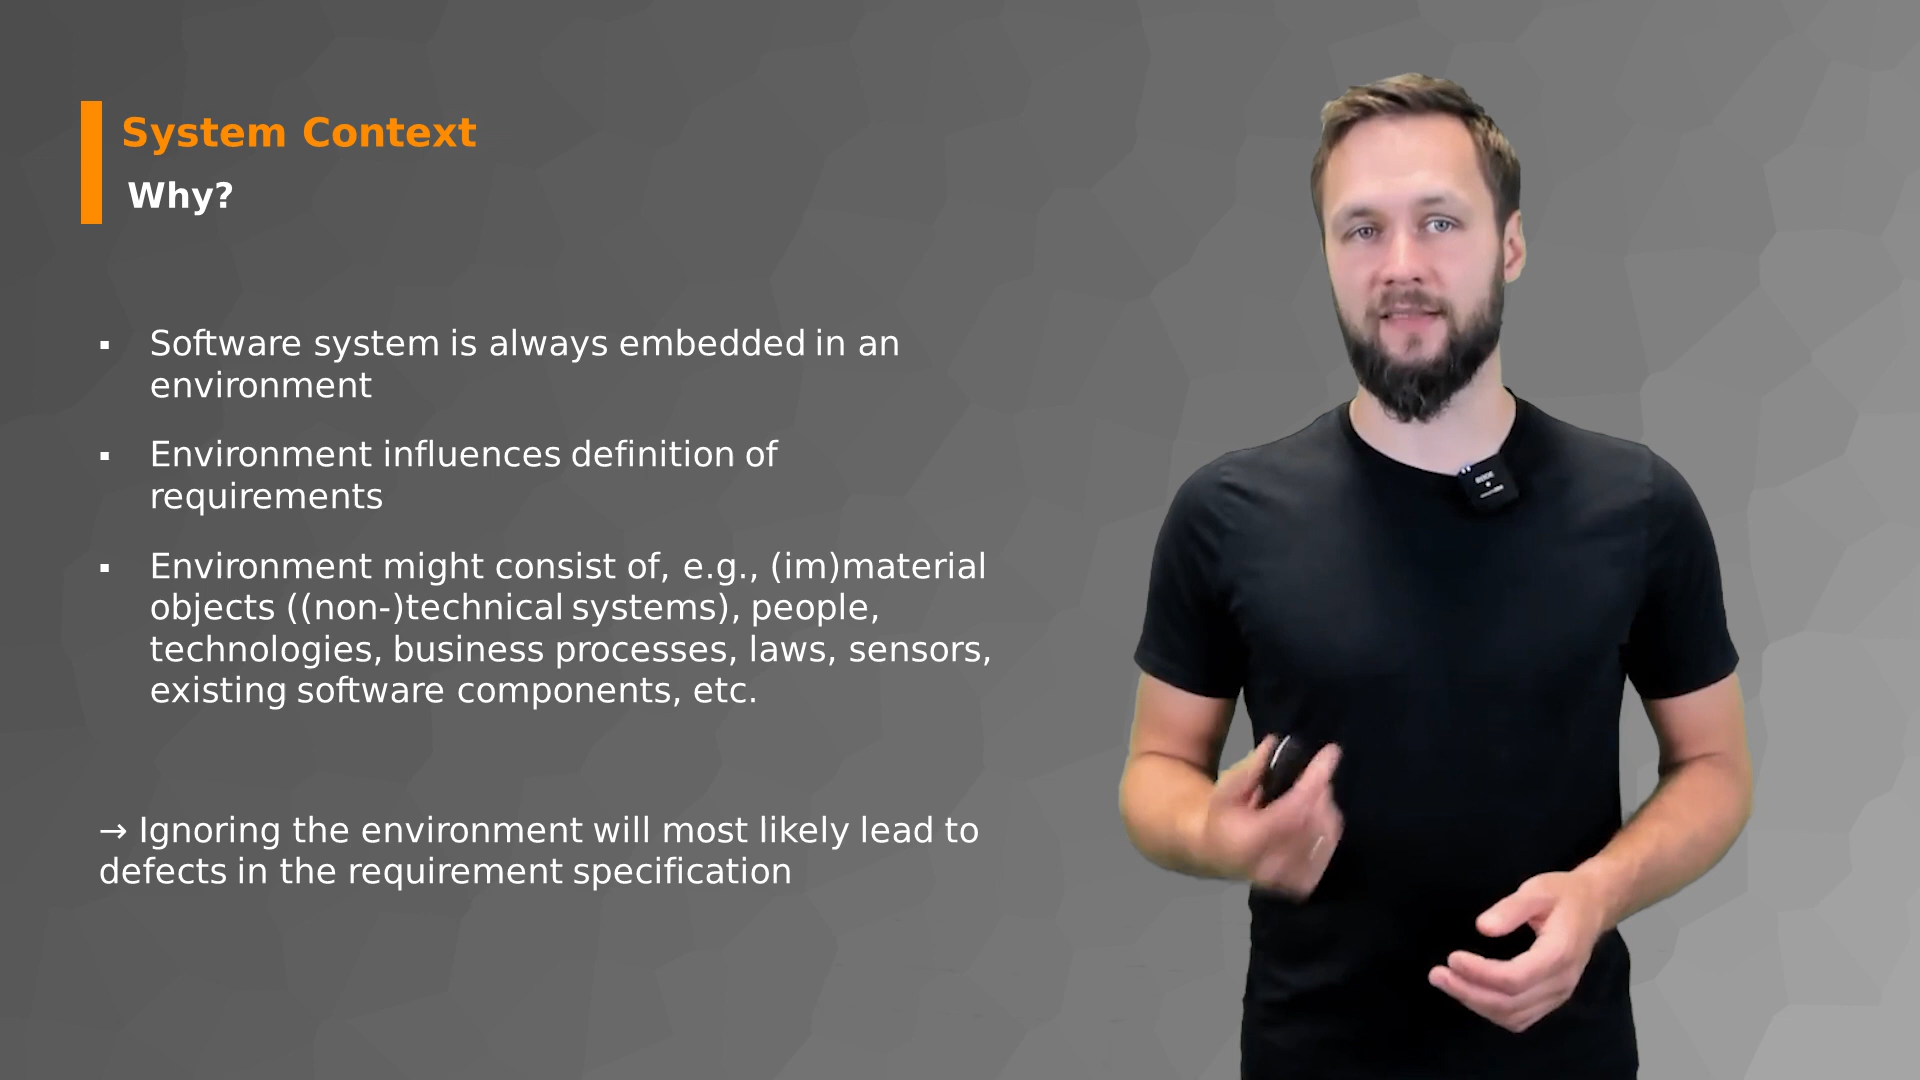 System Context
Why?
▪ Software system is always embedded in an
environment
▪ Environment influences definition of
requirements
▪ Environment might consist of, e.g., (im)material
objects ((non-)technical systems), people,
technologies, business processes, laws, sensors,
existing software components, etc.
→ Ignoring the environment will most likely lead to
defects in the requirement specification